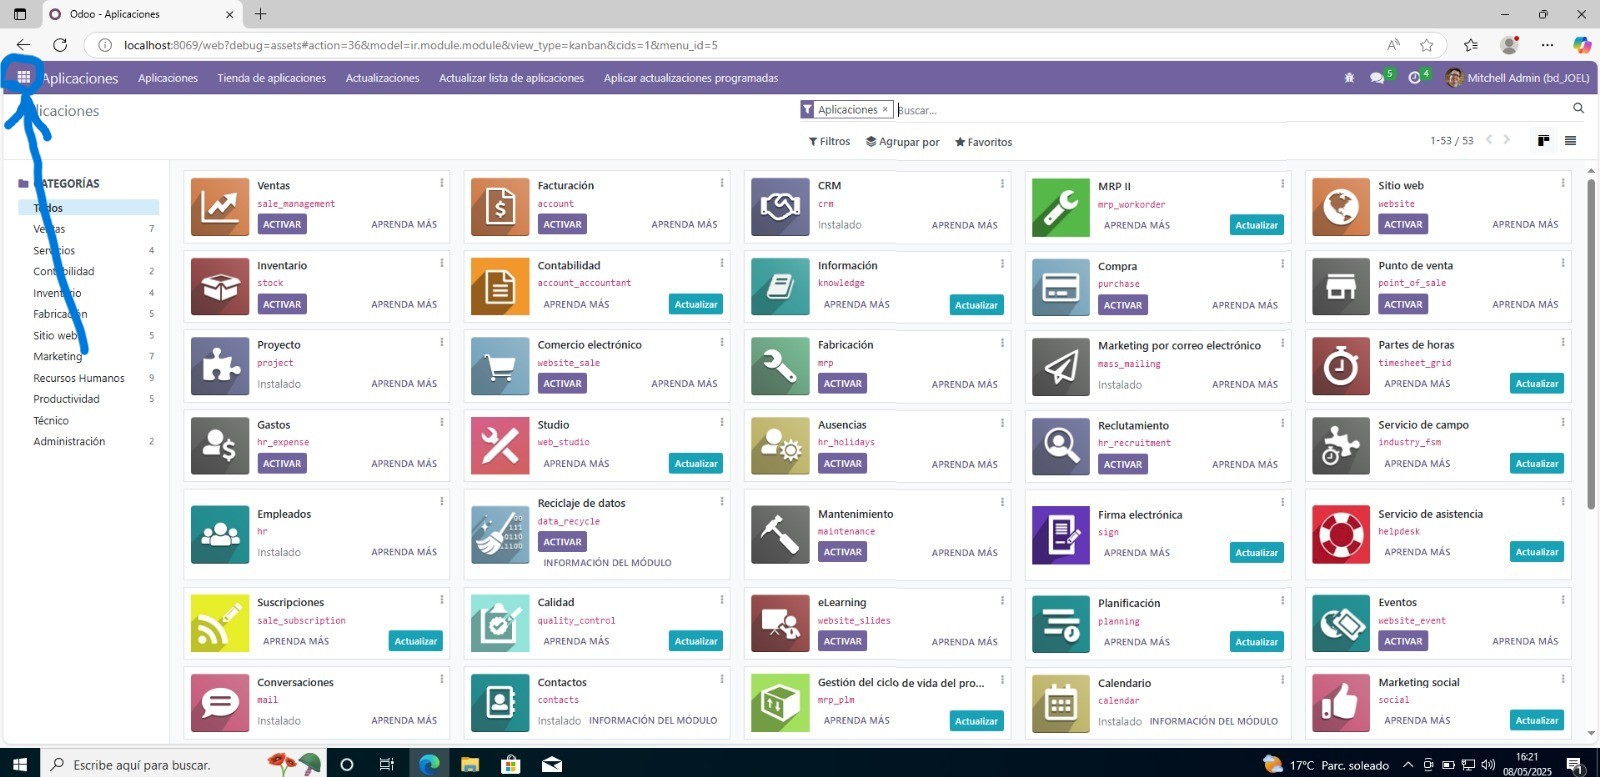 Odoo - Aplicaciones
localhost:8069/web?debug=assets#action=36&model=ir.module.module&view_type=kanban&cids=1&menu_id=5
Aplicaciones Aplicaciones Tienda de aplicaciones Actualizaciones Actualizar lista de aplicaciones Aplicar actualizaciones programadas 5 4 Mitchell Admin (bd_JOEL)
licaciones Aplicaciones × Buscar...
Filtros Agrupar por Favoritos 1-53 / 53
CATEGORÍAS
Todos
Ventas 7
Servicios 4
Contabilidad 2
Inventario 4
Fabricación 5
Sitio web 5
Marketing 7
Recursos Humanos 9
Productividad 5
Técnico
Administración 2
Ventas
sale_management
ACTIVAR APRENDA MÁS
Facturación
account
ACTIVAR APRENDA MÁS
CRM
crm
Instalado APRENDA MÁS
MRP II
mrp_workorder
APRENDA MÁS Actualizar
Sitio web
website
ACTIVAR APRENDA MÁS
Inventario
stock
ACTIVAR APRENDA MÁS
Contabilidad
account_accountant
APRENDA MÁS Actualizar
Información
knowledge
APRENDA MÁS Actualizar
Compra
purchase
ACTIVAR APRENDA MÁS
Punto de venta
point_of_sale
ACTIVAR APRENDA MÁS
Proyecto
project
Instalado APRENDA MÁS
Comercio electrónico
website_sale
ACTIVAR APRENDA MÁS
Fabricación
mrp
ACTIVAR APRENDA MÁS
Marketing por correo electrónico
mass_mailing
Instalado APRENDA MÁS
Partes de horas
timesheet_grid
APRENDA MÁS Actualizar
Gastos
hr_expense
ACTIVAR APRENDA MÁS
Studio
web_studio
APRENDA MÁS Actualizar
Ausencias
hr_holidays
ACTIVAR APRENDA MÁS
Reclutamiento
hr_recruitment
ACTIVAR APRENDA MÁS
Servicio de campo
industry_fsm
APRENDA MÁS Actualizar
Empleados
hr
Instalado APRENDA MÁS
Reciclaje de datos
data_recycle
ACTIVAR
INFORMACIÓN DEL MÓDULO
Mantenimiento
maintenance
ACTIVAR APRENDA MÁS
Firma electrónica
sign
APRENDA MÁS Actualizar
Servicio de asistencia
helpdesk
APRENDA MÁS Actualizar
Suscripciones
sale_subscription
APRENDA MÁS Actualizar
Calidad
quality_control
APRENDA MÁS Actualizar
eLearning
website_slides
ACTIVAR APRENDA MÁS
Planificación
planning
APRENDA MÁS Actualizar
Eventos
website_event
ACTIVAR APRENDA MÁS
Conversaciones
mail
Instalado APRENDA MÁS
Contactos
contacts
Instalado INFORMACIÓN DEL MÓDULO
Gestión del ciclo de vida del pro...
mrp_plm
APRENDA MÁS Actualizar
Calendario
calendar
Instalado INFORMACIÓN DEL MÓDULO
Marketing social
social
APRENDA MÁS Actualizar
Escribe aquí para buscar. 17°C Parc. soleado 16:21
08/05/2025 1